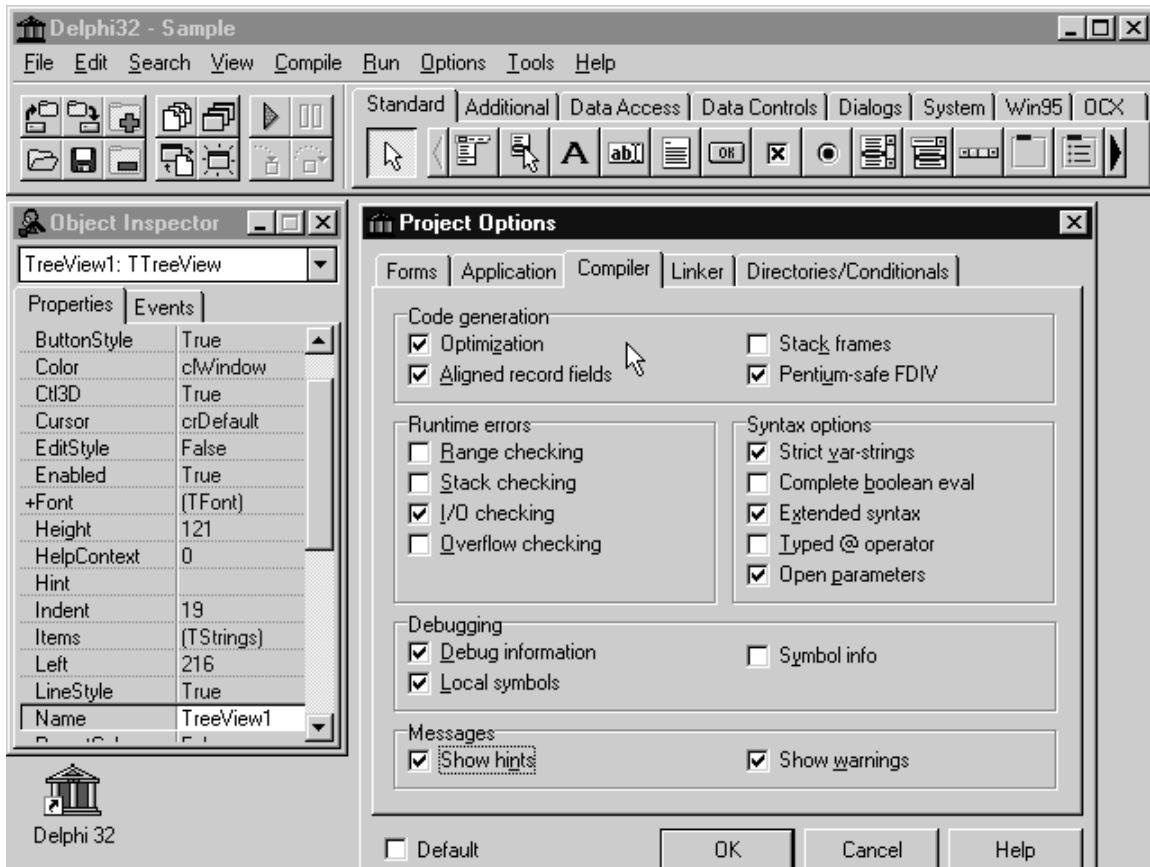 Delphi32 - Sample
File Edit Search View Compile Run Options Tools Help
Standard Additional Data Access Data Controls Dialogs System Win95 OCX
A ab OK
Object Inspector
TreeView1: TTreeView
Properties Events
ButtonStyle True
Color clWindow
Ctl3D True
Cursor crDefault
EditStyle False
Enabled True
+Font (TFont)
Height 121
HelpContext 0
Hint
Indent 19
Items (TStrings)
Left 216
LineStyle True
Name TreeView1
Delphi 32
Project Options
Forms Application Compiler Linker Directories/Conditionals
Code generation
Optimization Stack frames
Aligned record fields Pentium-safe FDIV
Runtime errors
Range checking
Stack checking
I/O checking
Overflow checking
Syntax options
Strict var-strings
Complete boolean eval
Extended syntax
Typed @ operator
Open parameters
Debugging
Debug information Symbol info
Local symbols
Messages
Show hints Show warnings
Default OK Cancel Help